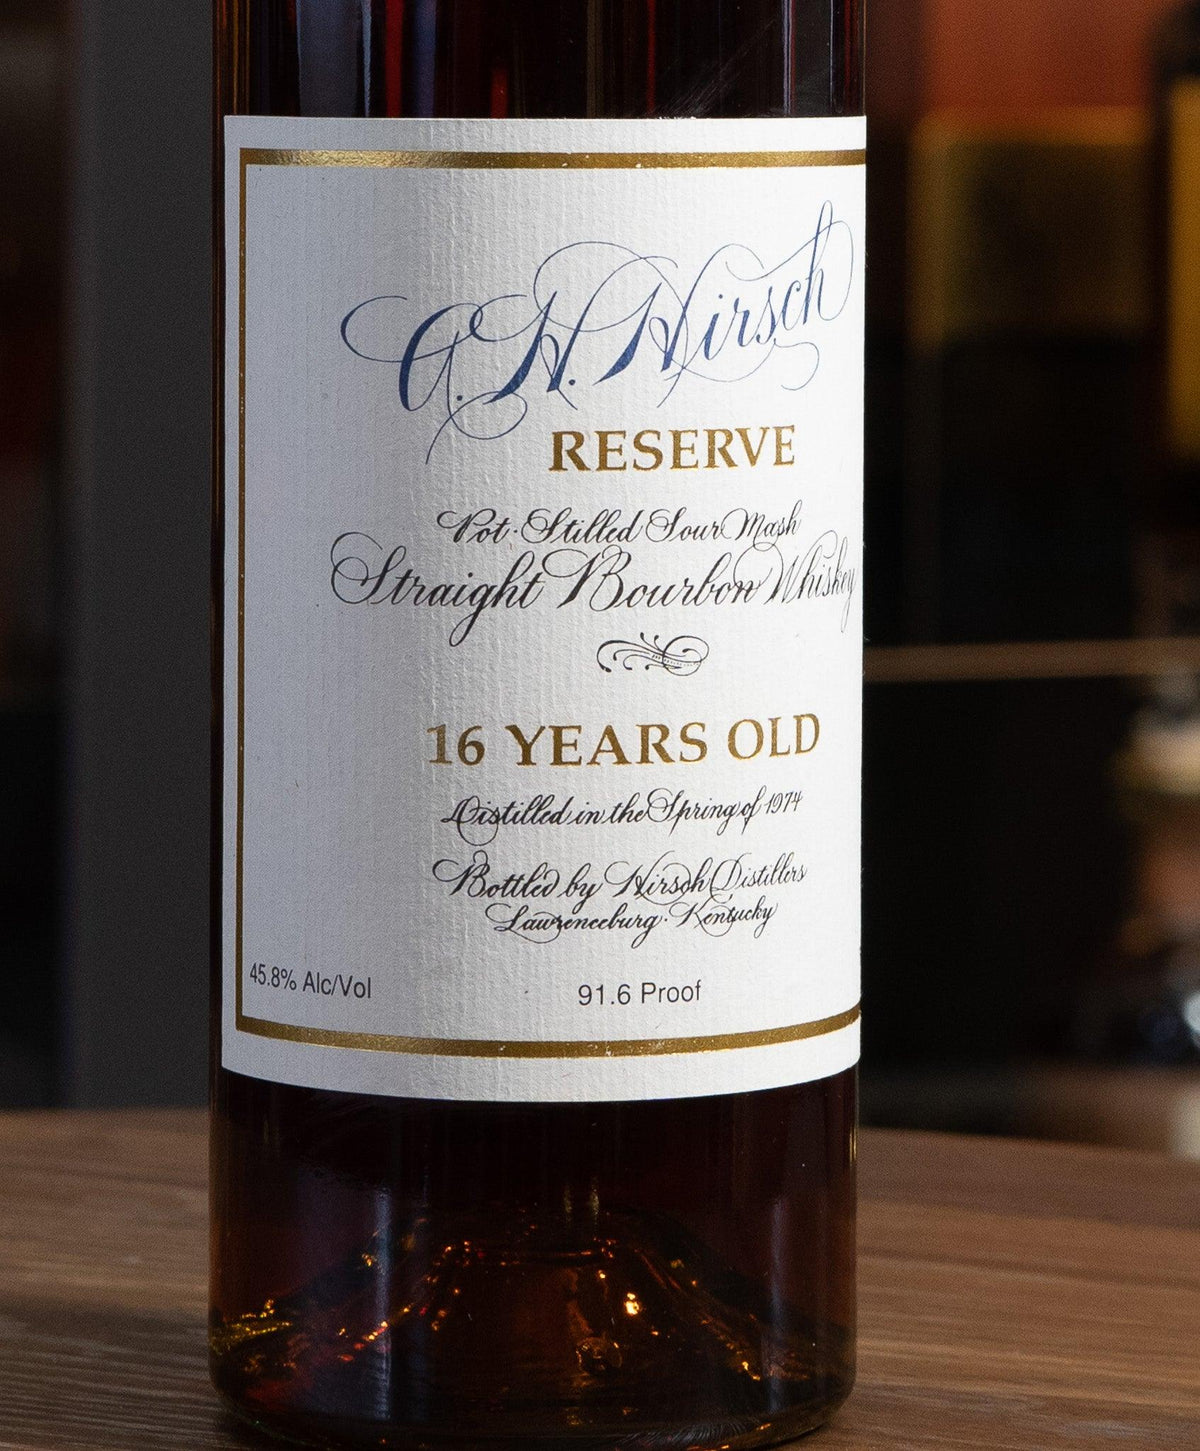 A. H. Hirsch
RESERVE
Pot-Stilled Sour Mash
Straight Bourbon Whiskey
16 YEARS OLD
Distilled in the Spring of 1974
Bottled by Hirsch Distillers
Lawrenceburg · Kentucky
45.8% Alc/Vol 91.6 Proof